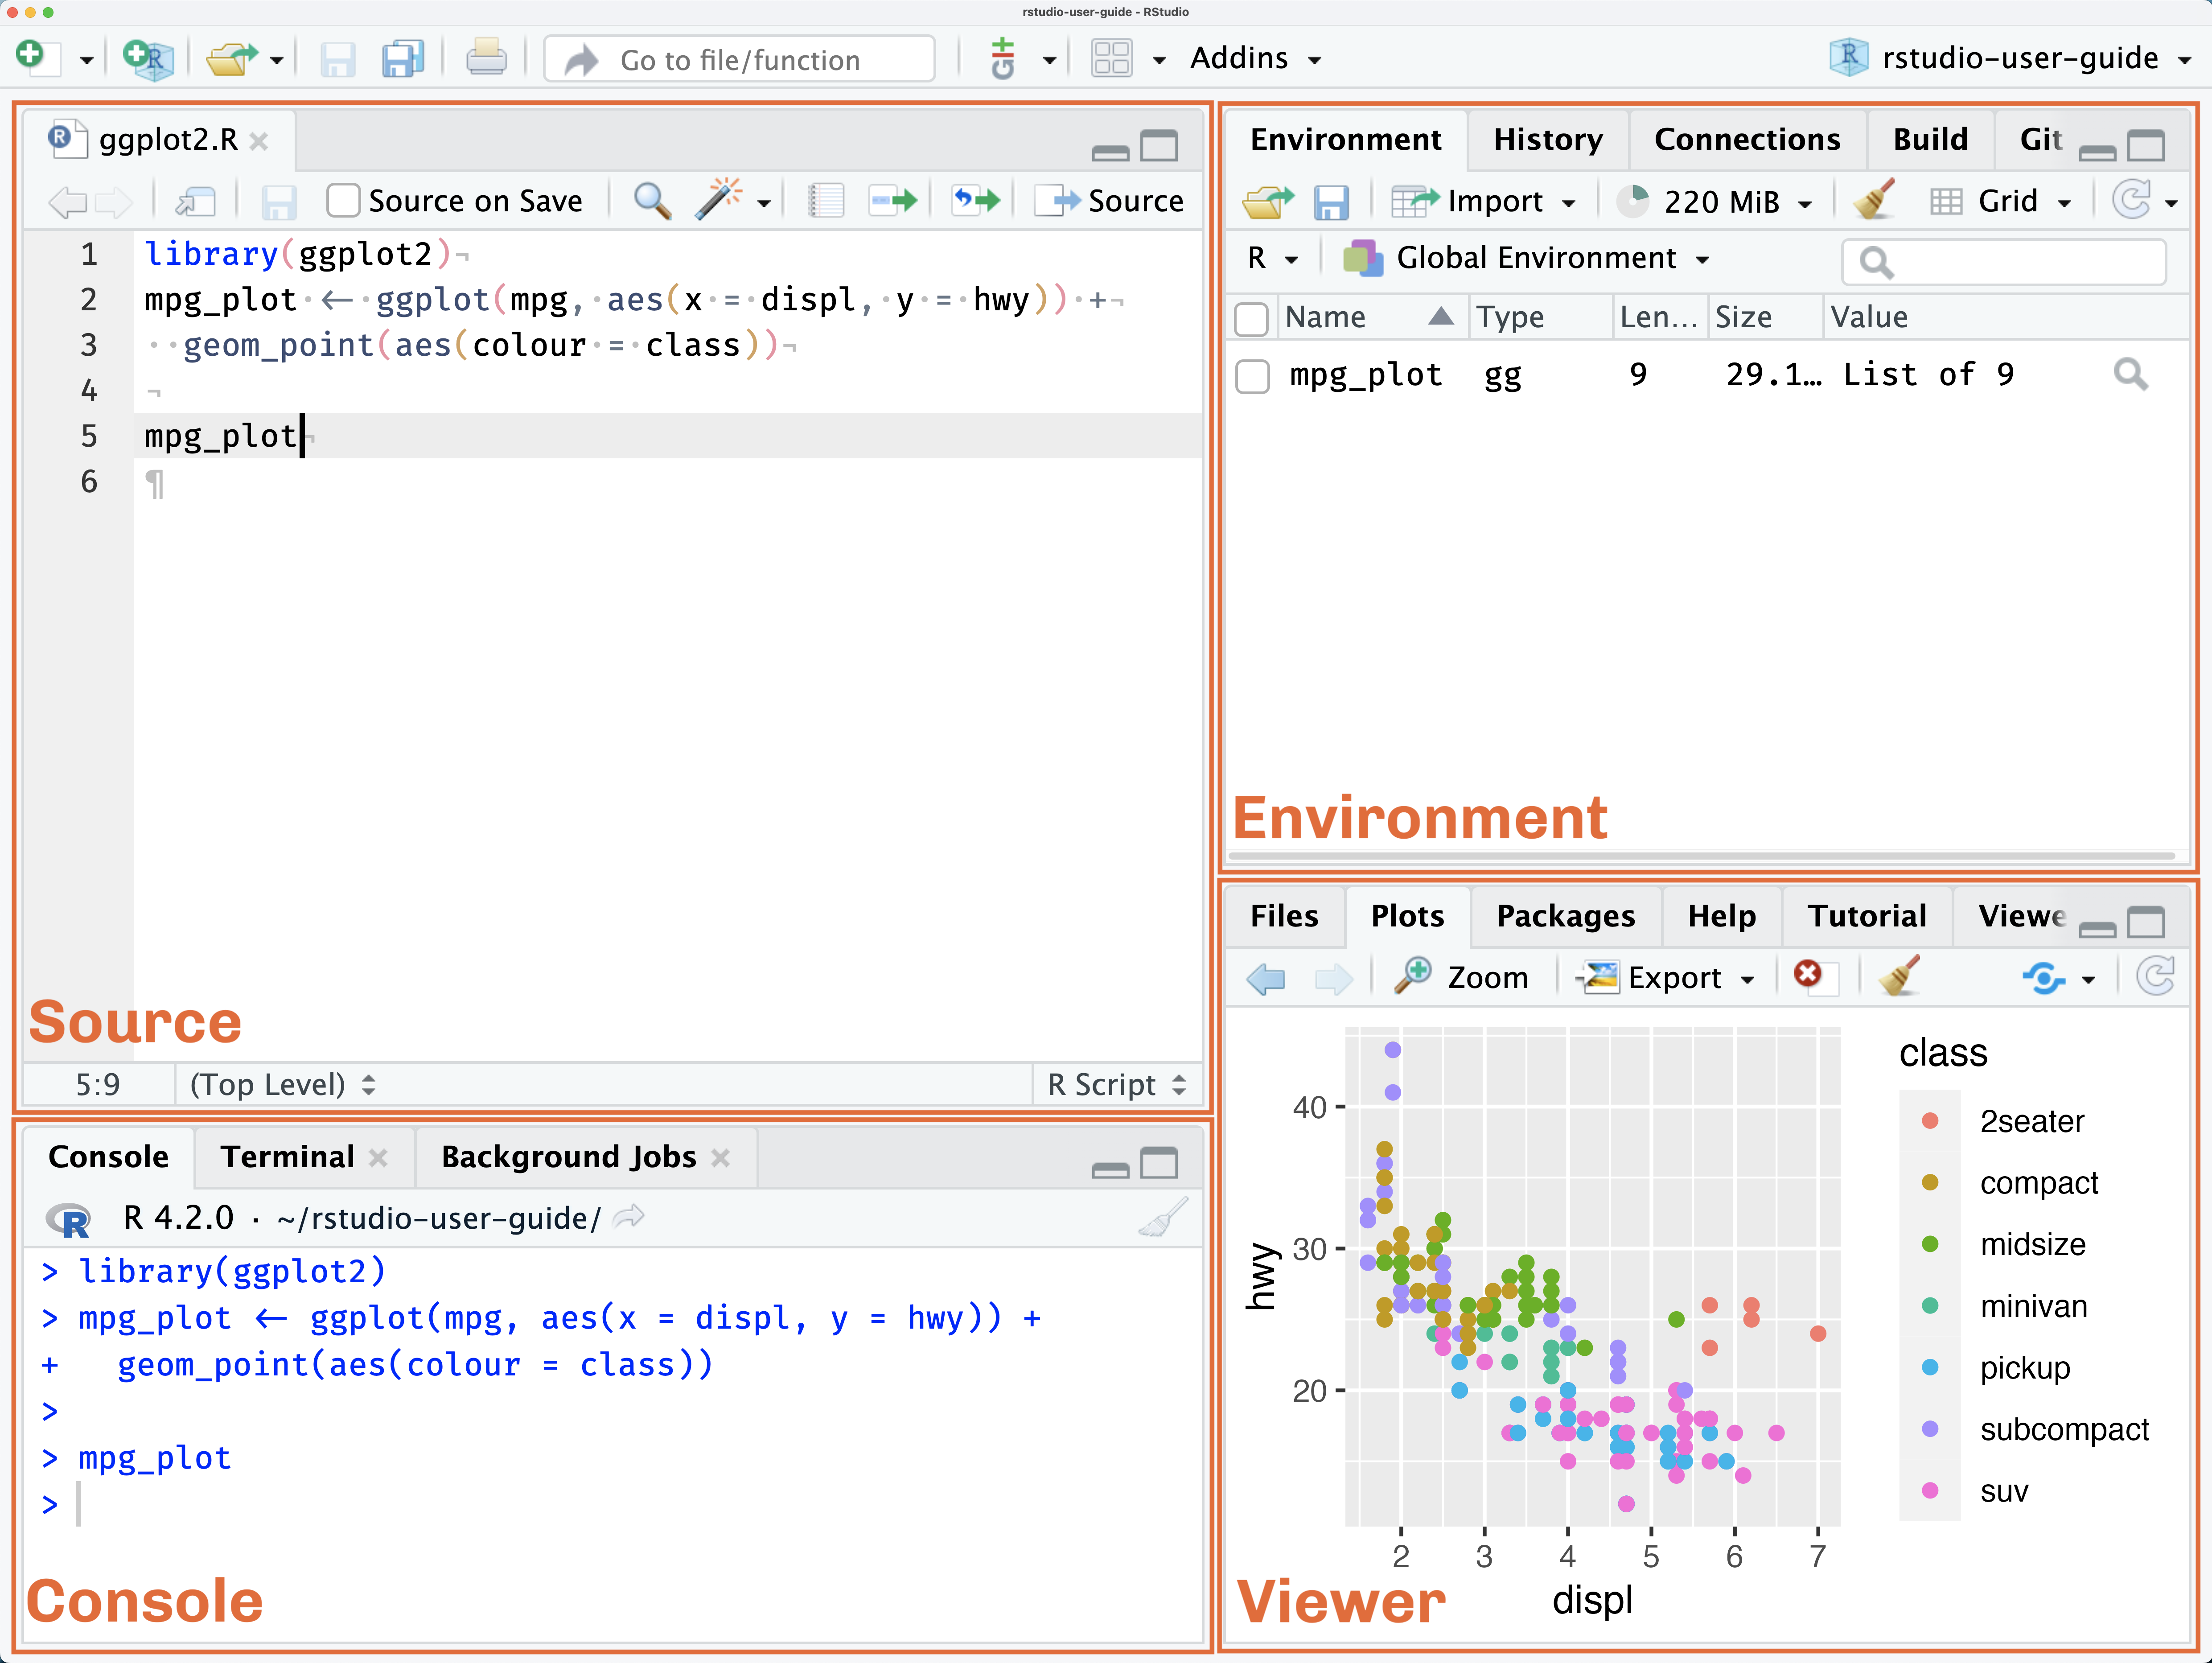 rstudio-user-guide - RStudio
Go to file/function
Git
Addins
rstudio-user-guide
ggplot2.R
Source on Save
Source
1 library(ggplot2)¬
2 mpg_plot·←·ggplot(mpg,·aes(x·=·displ,·y·=·hwy))·+¬
3 ··geom_point(aes(colour·=·class))¬
4 ¬
5 mpg_plot¬
6 ¶
Source
5:9 (Top Level) R Script
Console Terminal Background Jobs
R 4.2.0 · ~/rstudio-user-guide/
> library(ggplot2)
> mpg_plot ← ggplot(mpg, aes(x = displ, y = hwy)) +
+   geom_point(aes(colour = class))
>
> mpg_plot
>
Console
Environment History Connections Build Git
Import 220 MiB Grid
R Global Environment
Name Type Len... Size Value
mpg_plot gg 9 29.1… List of 9
Environment
Files Plots Packages Help Tutorial Viewe
Zoom Export
hwy
40
30
20
2 3 4 5 6 7
displ
class
2seater
compact
midsize
minivan
pickup
subcompact
suv
Viewer